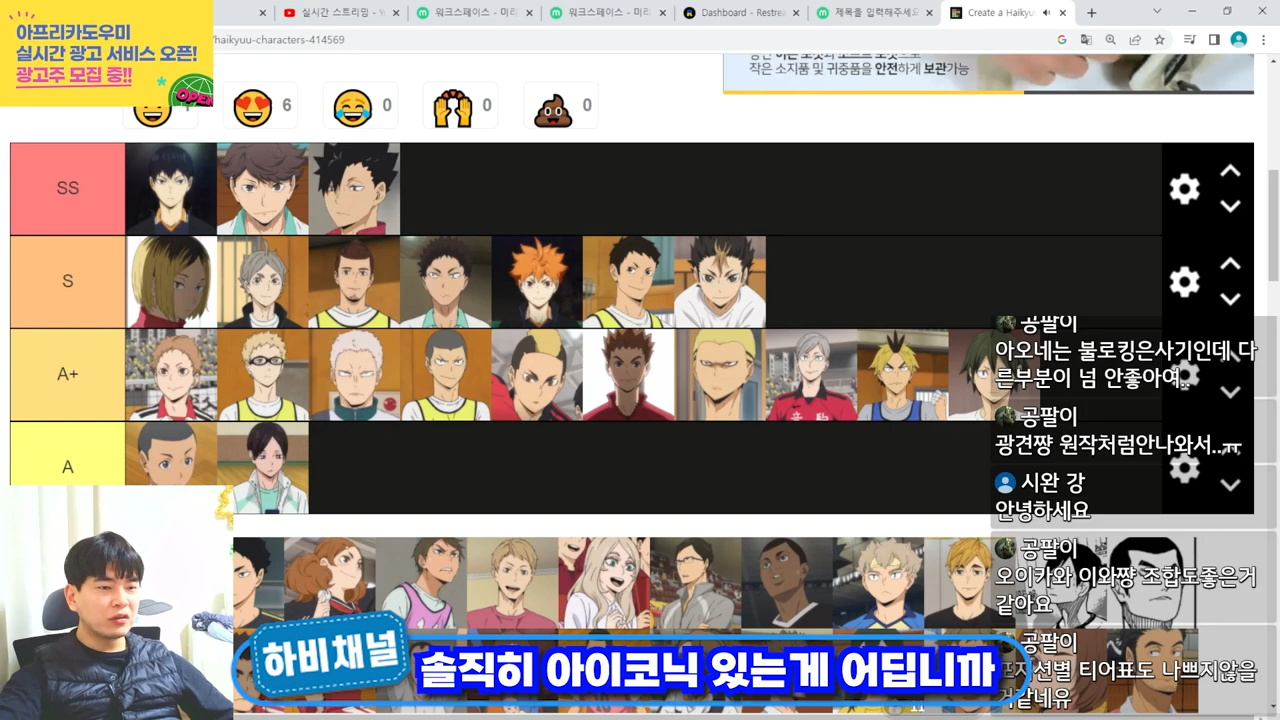 아프리카도우미
실시간 광고 서비스 오픈!
광고주 모집 중!!
OPEN
실시간 스트리밍 - Y
워크스페이스 - 미리
워크스페이스 - 미리
Dashboard - Restrea
제목을 입력해주세요
Create a Haikyu
/haikyuu-characters-414569
작은 소지품 및 귀중품을 안전하게 보관가능
6
0
0
0
SS
S
A+
A
공팔이
아오네는 불로킹은사기인데 다
른부분이 넘 안좋아여..
공팔이
광견쨩 원작처럼안나와서..ㅠ
시완 강
안녕하세요
공팔이
오이카와 이와쨩 조합도좋은거
같아요
공팔이
선별 티어표도 나쁘지않을
같네유
하비채널
솔직히 아이코닉 있는게 어딥니까